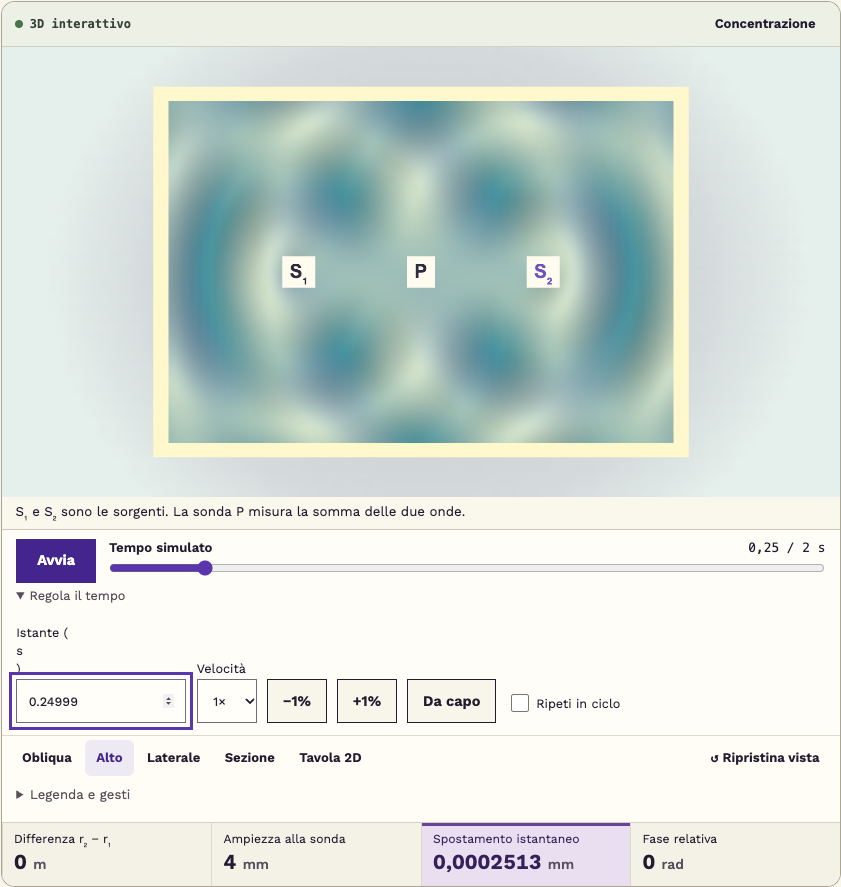 3D interattivo
Concentrazione
S₁ P S₂
S₁ e S₂ sono le sorgenti. La sonda P misura la somma delle due onde.
Avvia
Tempo simulato
0,25 / 2 s
▼ Regola il tempo
Istante (
s
)
Velocità
0.24999
1×
−1%
+1%
Da capo
Ripeti in ciclo
Obliqua
Alto
Laterale
Sezione
Tavola 2D
↺ Ripristina vista
▶ Legenda e gesti
Differenza r₂ − r₁
0 m
Ampiezza alla sonda
4 mm
Spostamento istantaneo
0,0002513 mm
Fase relativa
0 rad